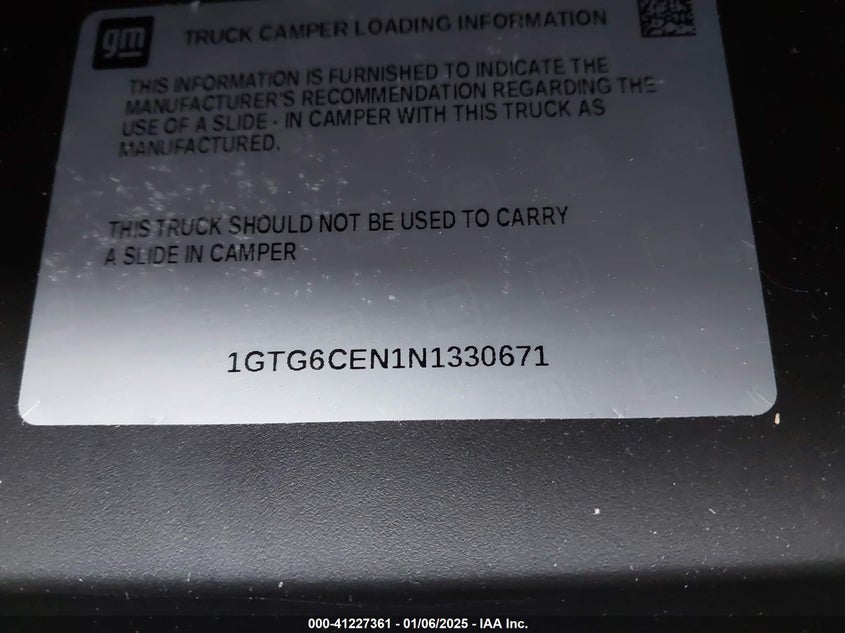 gm
TRUCK CAMPER LOADING INFORMATION
THIS INFORMATION IS FURNISHED TO INDICATE THE
MANUFACTURER'S RECOMMENDATION REGARDING THE
USE OF A SLIDE - IN CAMPER WITH THIS TRUCK AS
MANUFACTURED.
THIS TRUCK SHOULD NOT BE USED TO CARRY
A SLIDE IN CAMPER
1GTG6CEN1N1330671
000-41227361 - 01/06/2025 - IAA Inc.